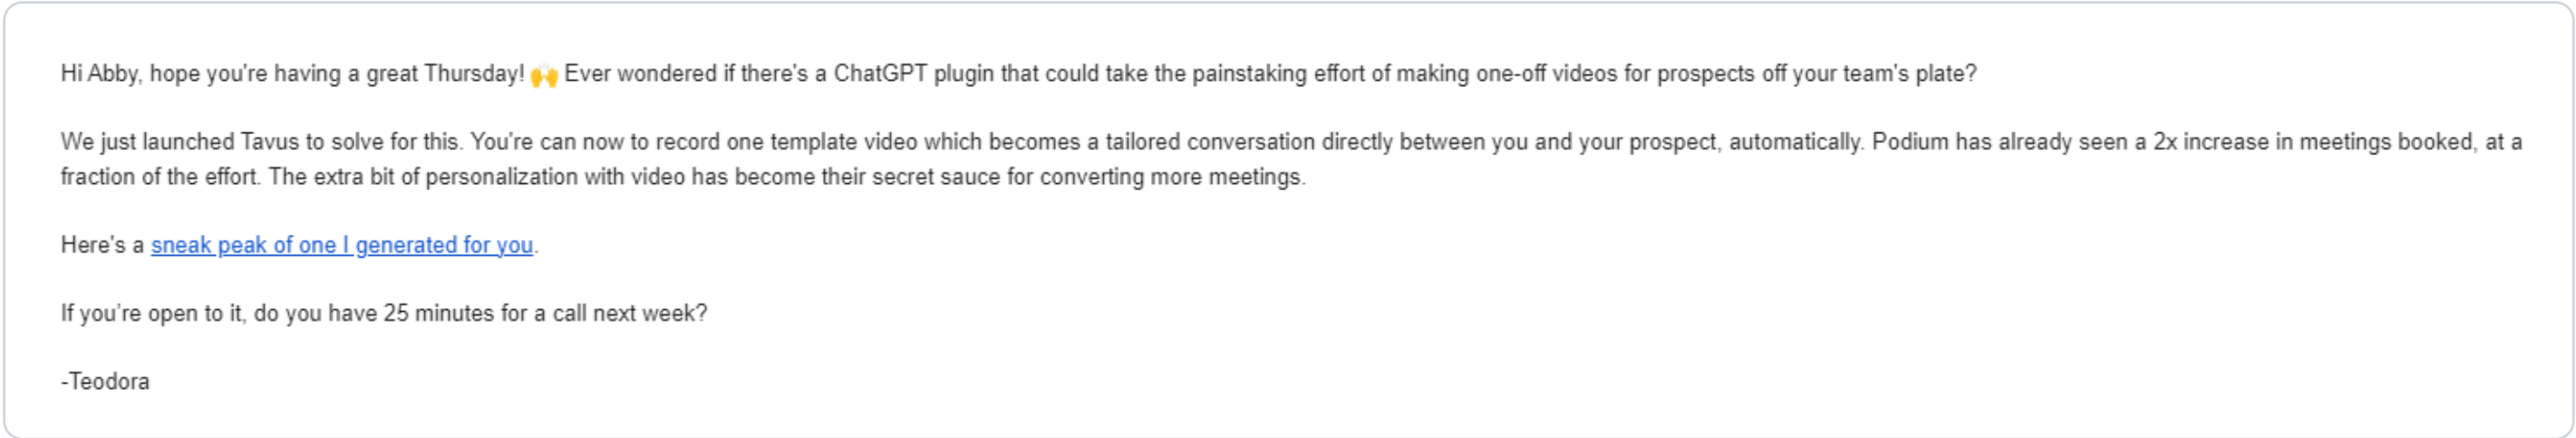 Hi Abby, hope you're having a great Thursday! 🙌 Ever wondered if there's a ChatGPT plugin that could take the painstaking effort of making one-off videos for prospects off your team's plate?
We just launched Tavus to solve for this. You're can now to record one template video which becomes a tailored conversation directly between you and your prospect, automatically. Podium has already seen a 2x increase in meetings booked, at a
fraction of the effort. The extra bit of personalization with video has become their secret sauce for converting more meetings.
Here's a sneak peak of one I generated for you.
If you're open to it, do you have 25 minutes for a call next week?
-Teodora